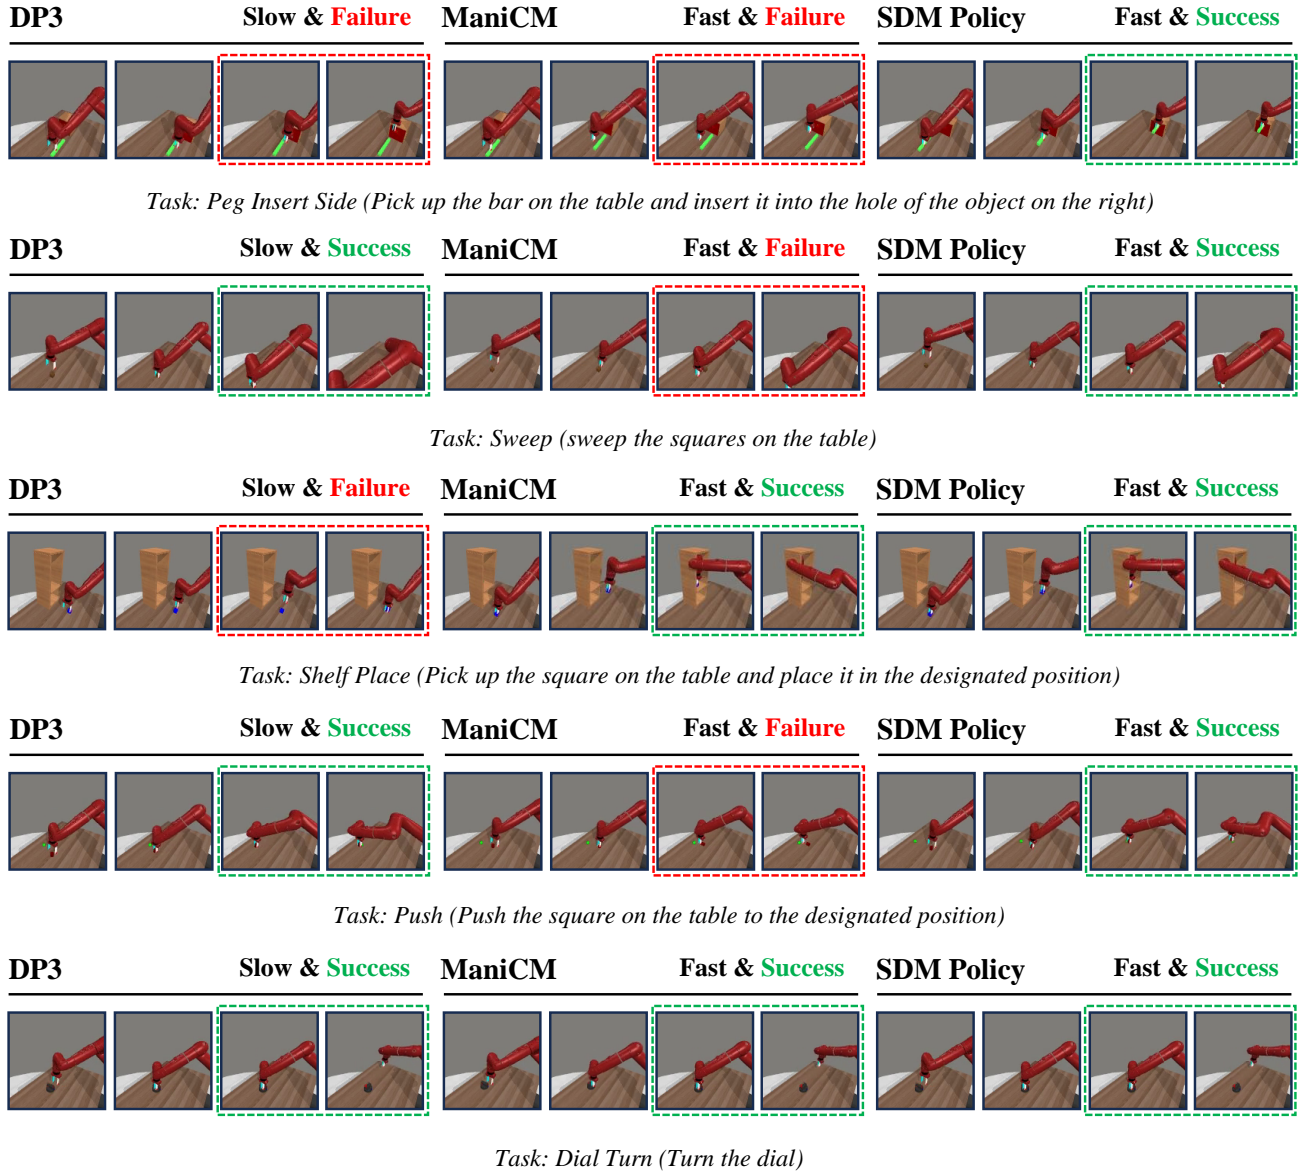 DP3 Slow & Failure ManiCM Fast & Failure SDM Policy Fast & Success
Task: Peg Insert Side (Pick up the bar on the table and insert it into the hole of the object on the right)
DP3 Slow & Success ManiCM Fast & Failure SDM Policy Fast & Success
Task: Sweep (sweep the squares on the table)
DP3 Slow & Failure ManiCM Fast & Success SDM Policy Fast & Success
Task: Shelf Place (Pick up the square on the table and place it in the designated position)
DP3 Slow & Success ManiCM Fast & Failure SDM Policy Fast & Success
Task: Push (Push the square on the table to the designated position)
DP3 Slow & Success ManiCM Fast & Success SDM Policy Fast & Success
Task: Dial Turn (Turn the dial)